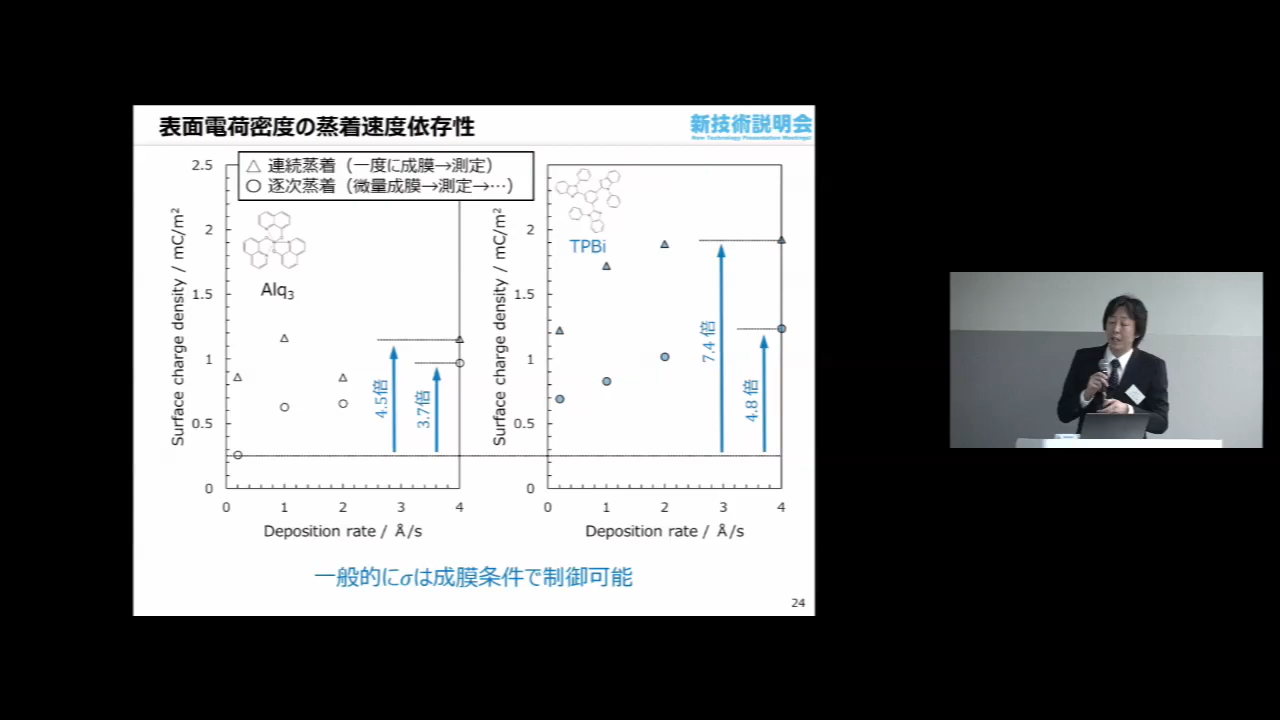 表面電荷密度の蒸着速度依存性
新技術説明会
New Technology Presentation Meetings!
△ 連続蒸着（一度に成膜→測定）
○ 逐次蒸着（微量成膜→測定→…）
Surface charge density / mC/m²
2.5
2
1.5
1
0.5
0
Alq₃
4.5倍
3.7倍
0 1 2 3 4
Deposition rate / Å/s
Surface charge density / mC/m²
2
1.5
1
0.5
0
TPBi
7.4 倍
4.8 倍
0 1 2 3 4
Deposition rate / Å/s
一般的にσは成膜条件で制御可能
24